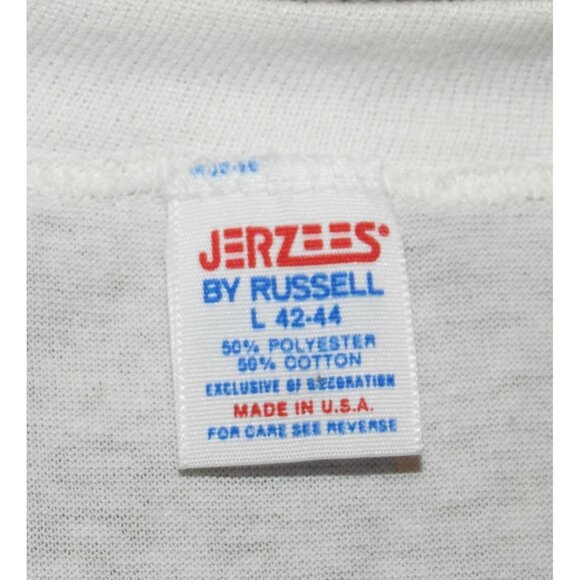 JERZEES
BY RUSSELL
L 42-44
50% POLYESTER
50% COTTON
EXCLUSIVE OF DECORATION
MADE IN U.S.A.
FOR CARE SEE REVERSE